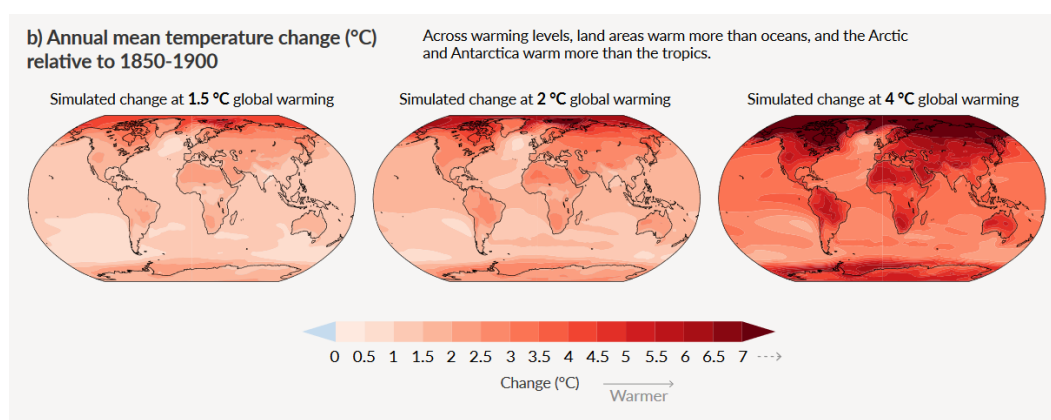 b) Annual mean temperature change (°C)
relative to 1850-1900
Across warming levels, land areas warm more than oceans, and the Arctic
and Antarctica warm more than the tropics.
Simulated change at 1.5 °C global warming
Simulated change at 2 °C global warming
Simulated change at 4 °C global warming
0 0.5 1 1.5 2 2.5 3 3.5 4 4.5 5 5.5 6 6.5 7
Change (°C)
Warmer